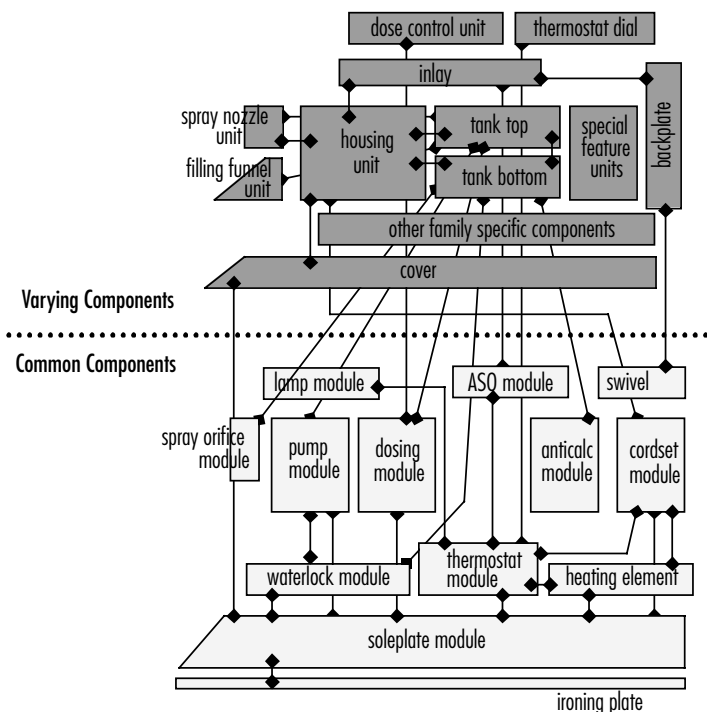 dose control unit
thermostat dial
inlay
backplate
spray nozzle
unit
housing
unit
tank top
special
feature
units
filling funnel
unit
tank bottom
other family specific components
cover
Varying Components
Common Components
lamp module
ASO module
swivel
spray orifice
module
pump
module
dosing
module
anticalc
module
cordset
module
waterlock module
thermostat
module
heating element
soleplate module
ironing plate